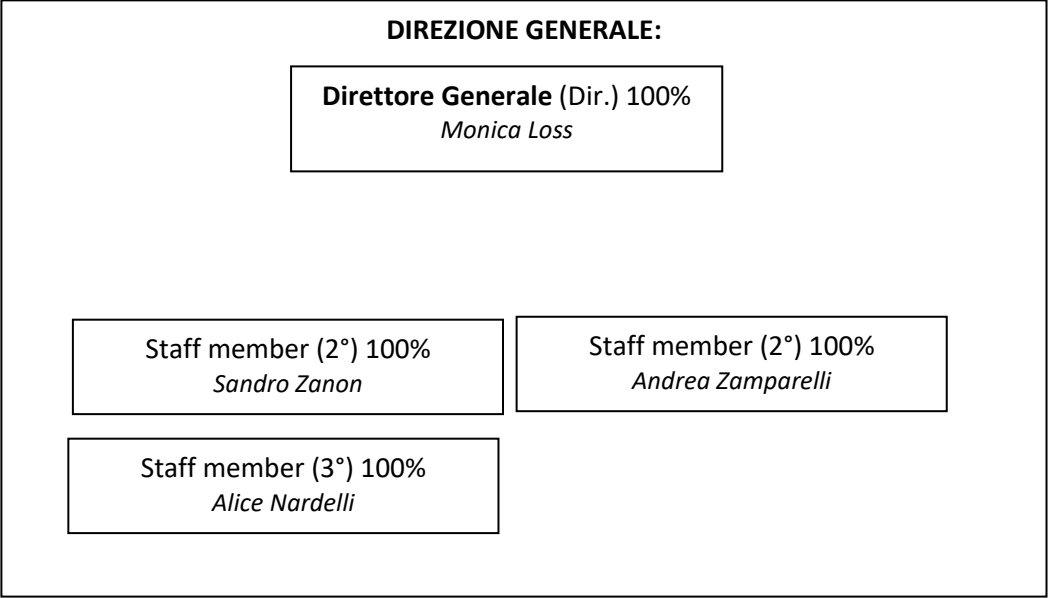 DIREZIONE GENERALE:
Direttore Generale (Dir.) 100%
Monica Loss
Staff member (2°) 100%
Sandro Zanon
Staff member (2°) 100%
Andrea Zamparelli
Staff member (3°) 100%
Alice Nardelli